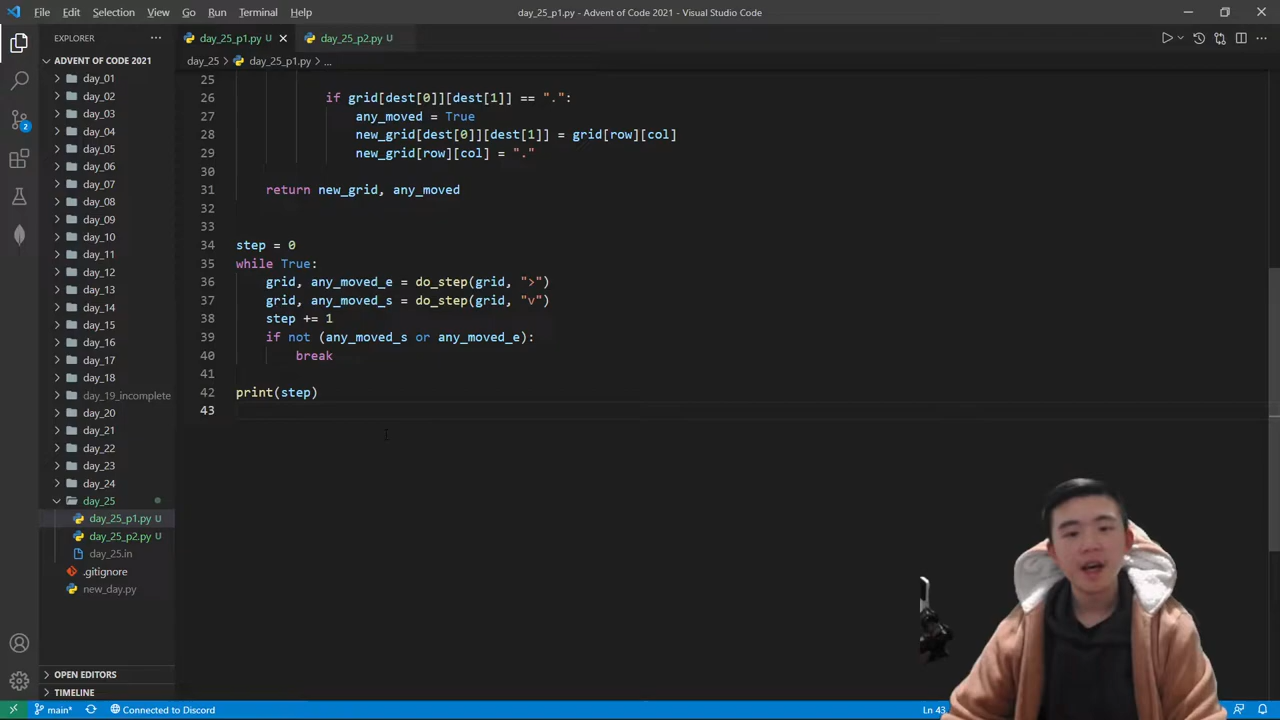 File Edit Selection View Go Run Terminal Help
day_25_p1.py - Advent of Code 2021 - Visual Studio Code
EXPLORER
ADVENT OF CODE 2021
day_01
day_02
day_03
day_04
day_05
day_06
day_07
day_08
day_09
day_10
day_11
day_12
day_13
day_14
day_15
day_16
day_17
day_18
day_19_incomplete
day_20
day_21
day_22
day_23
day_24
day_25
day_25_p1.py U
day_25_p2.py U
day_25.in
.gitignore
new_day.py
OPEN EDITORS
TIMELINE
day_25_p1.py U
day_25_p2.py U
day_25 > day_25_p1.py > ...
25
26 if grid[dest[0]][dest[1]] == ".":
27 any_moved = True
28 new_grid[dest[0]][dest[1]] = grid[row][col]
29 new_grid[row][col] = "."
30
31 return new_grid, any_moved
32
33
34 step = 0
35 while True:
36 grid, any_moved_e = do_step(grid, ">")
37 grid, any_moved_s = do_step(grid, "v")
38 step += 1
39 if not (any_moved_s or any_moved_e):
40 break
41
42 print(step)
43
2
main* Connected to Discord
Ln 43,